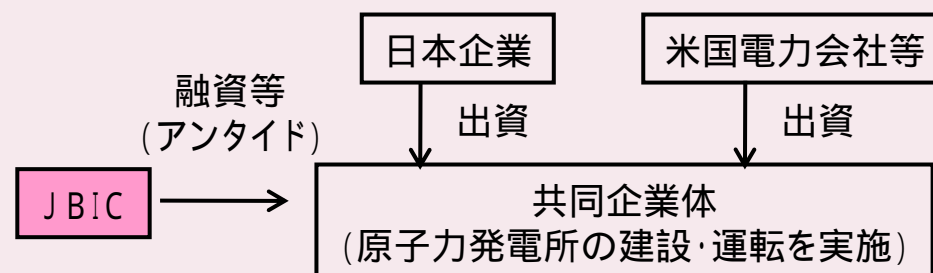 日本企業
米国電力会社等
融資等
(アンタイド)
出資
出資
JBIC
共同企業体
(原子力発電所の建設・運転を実施)